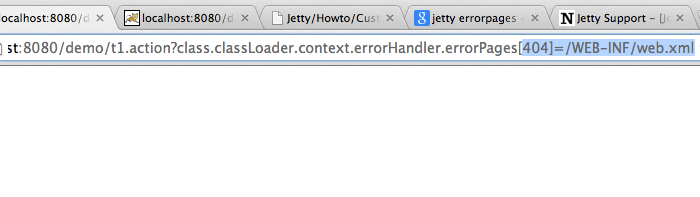 localhost:8080/d
localhost:8080/d
Jetty/Howto/Cust
jetty errorpages -
Jetty Support – [Je
st:8080/demo/t1.action?class.classLoader.context.errorHandler.errorPages[404]=/WEB-INF/web.xml